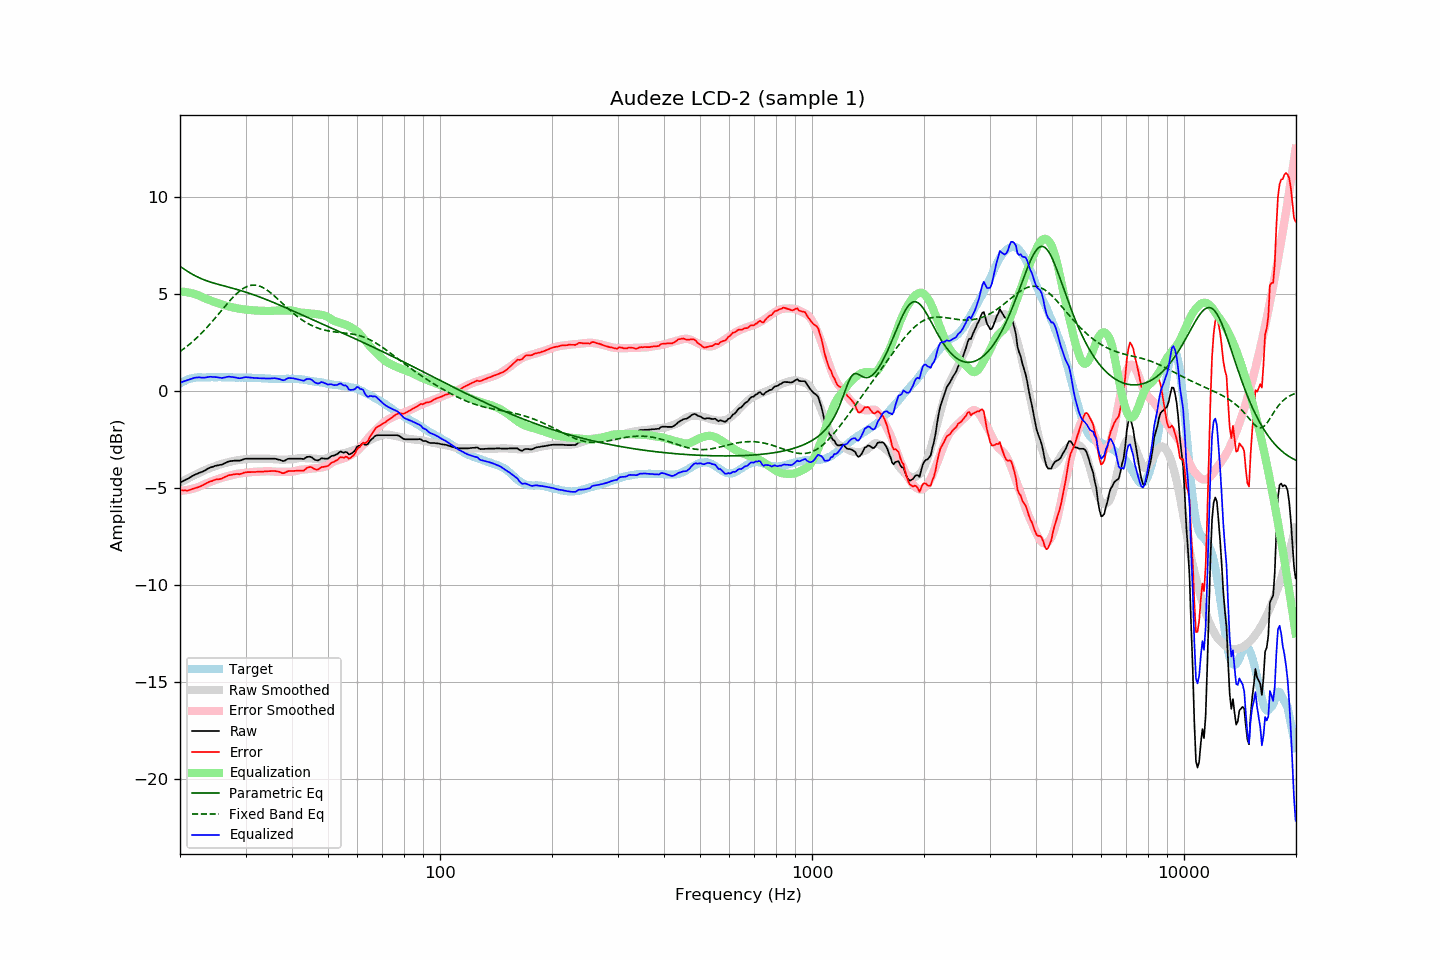 Audeze LCD-2 (sample 1)
Amplitude (dBr)
10
5
0
−5
−10
−15
−20
Target
Raw Smoothed
Error Smoothed
Raw
Error
Equalization
Parametric Eq
Fixed Band Eq
Equalized
100
1000
10000
Frequency (Hz)